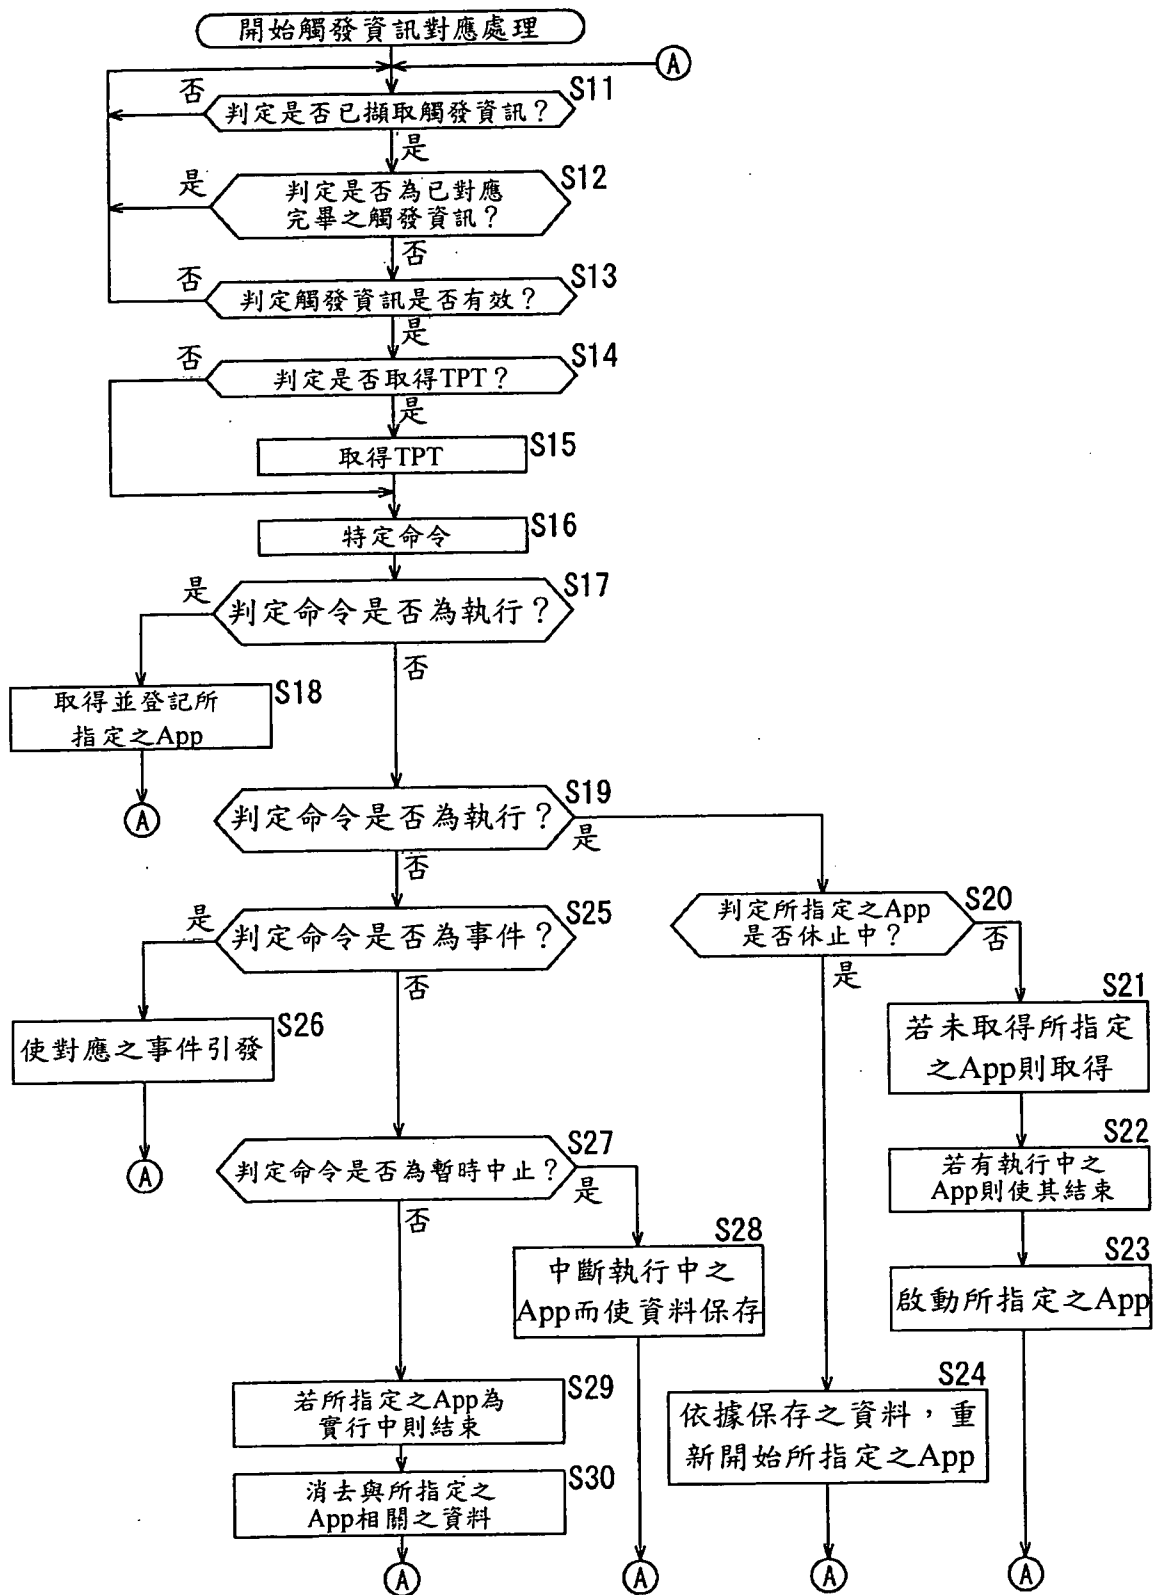 開始觸發資訊對應處理
A
S11
否
判定是否已擷取觸發資訊？
是
S12
是
判定是否為已對應
完畢之觸發資訊？
否
S13
否
判定觸發資訊是否有效？
是
S14
否
判定是否取得TPT？
是
S15
取得TPT
S16
特定命令
S17
是
判定命令是否為執行？
否
S18
取得並登記所
指定之App
A
S19
判定命令是否為執行？
是
否
S20
判定所指定之App
是否休止中？
否
是
S25
是
判定命令是否為事件？
否
S21
若未取得所指定
之App則取得
S26
使對應之事件引發
A
S22
若有執行中之
App則使其結束
S27
判定命令是否為暫時中止？
是
否
S23
啟動所指定之App
S28
中斷執行中之
App而使資料保存
S24
依據保存之資料，重
新開始所指定之App
S29
若所指定之App為
實行中則結束
S30
消去與所指定之
App相關之資料
A
A
A
A